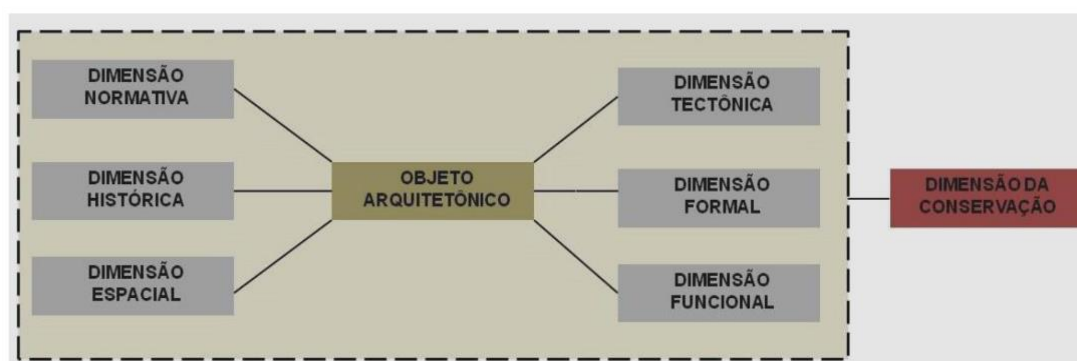 DIMENSÃO
NORMATIVA
DIMENSÃO
HISTÓRICA
DIMENSÃO
ESPACIAL
OBJETO
ARQUITETÔNICO
DIMENSÃO
TECTÔNICA
DIMENSÃO
FORMAL
DIMENSÃO
FUNCIONAL
DIMENSÃO DA
CONSERVAÇÃO